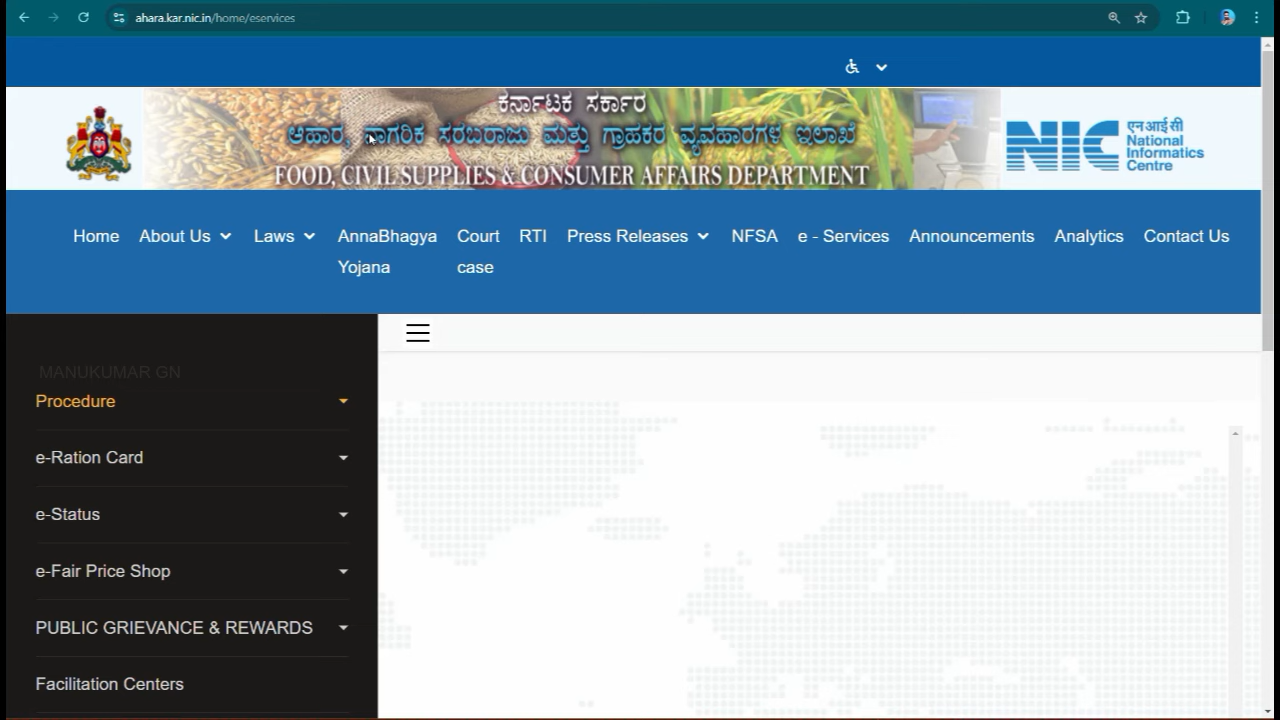 ahara.kar.nic.in/home/eservices
ಕರ್ನಾಟಕ ಸರ್ಕಾರ
ಆಹಾರ, ನಾಗರಿಕ ಸರಬರಾಜು ಮತ್ತು ಗ್ರಾಹಕರ ವ್ಯವಹಾರಗಳ ಇಲಾಖೆ
FOOD, CIVIL SUPPLIES & CONSUMER AFFAIRS DEPARTMENT
NIC
एन आई सी
National
Informatics
Centre
Home About Us Laws AnnaBhagya Court RTI Press Releases NFSA e - Services Announcements Analytics Contact Us
Yojana case
MANUKUMAR GN
Procedure
e-Ration Card
e-Status
e-Fair Price Shop
PUBLIC GRIEVANCE & REWARDS
Facilitation Centers